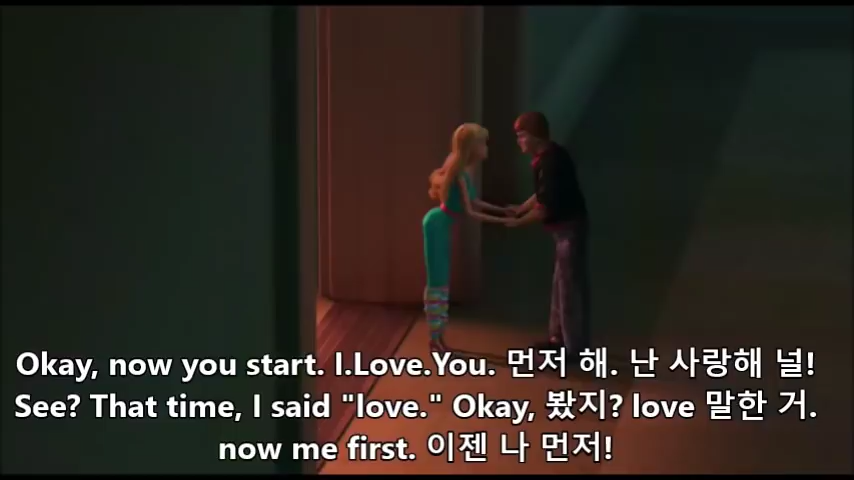 Okay, now you start. I.Love.You. 먼저 해. 난 사랑해 널!
See? That time, I said "love." Okay, 봤지? love 말한 거.
now me first. 이젠 나 먼저!